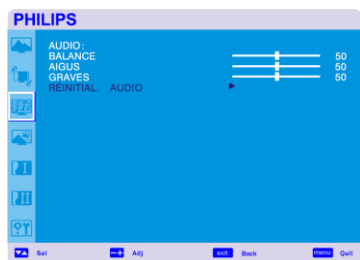 PHILIPS
AUDIO:
BALANCE 50
AIGUS 50
GRAVES 50
RÉINITIAL. AUDIO
Sel Adj exit Back menu Quit